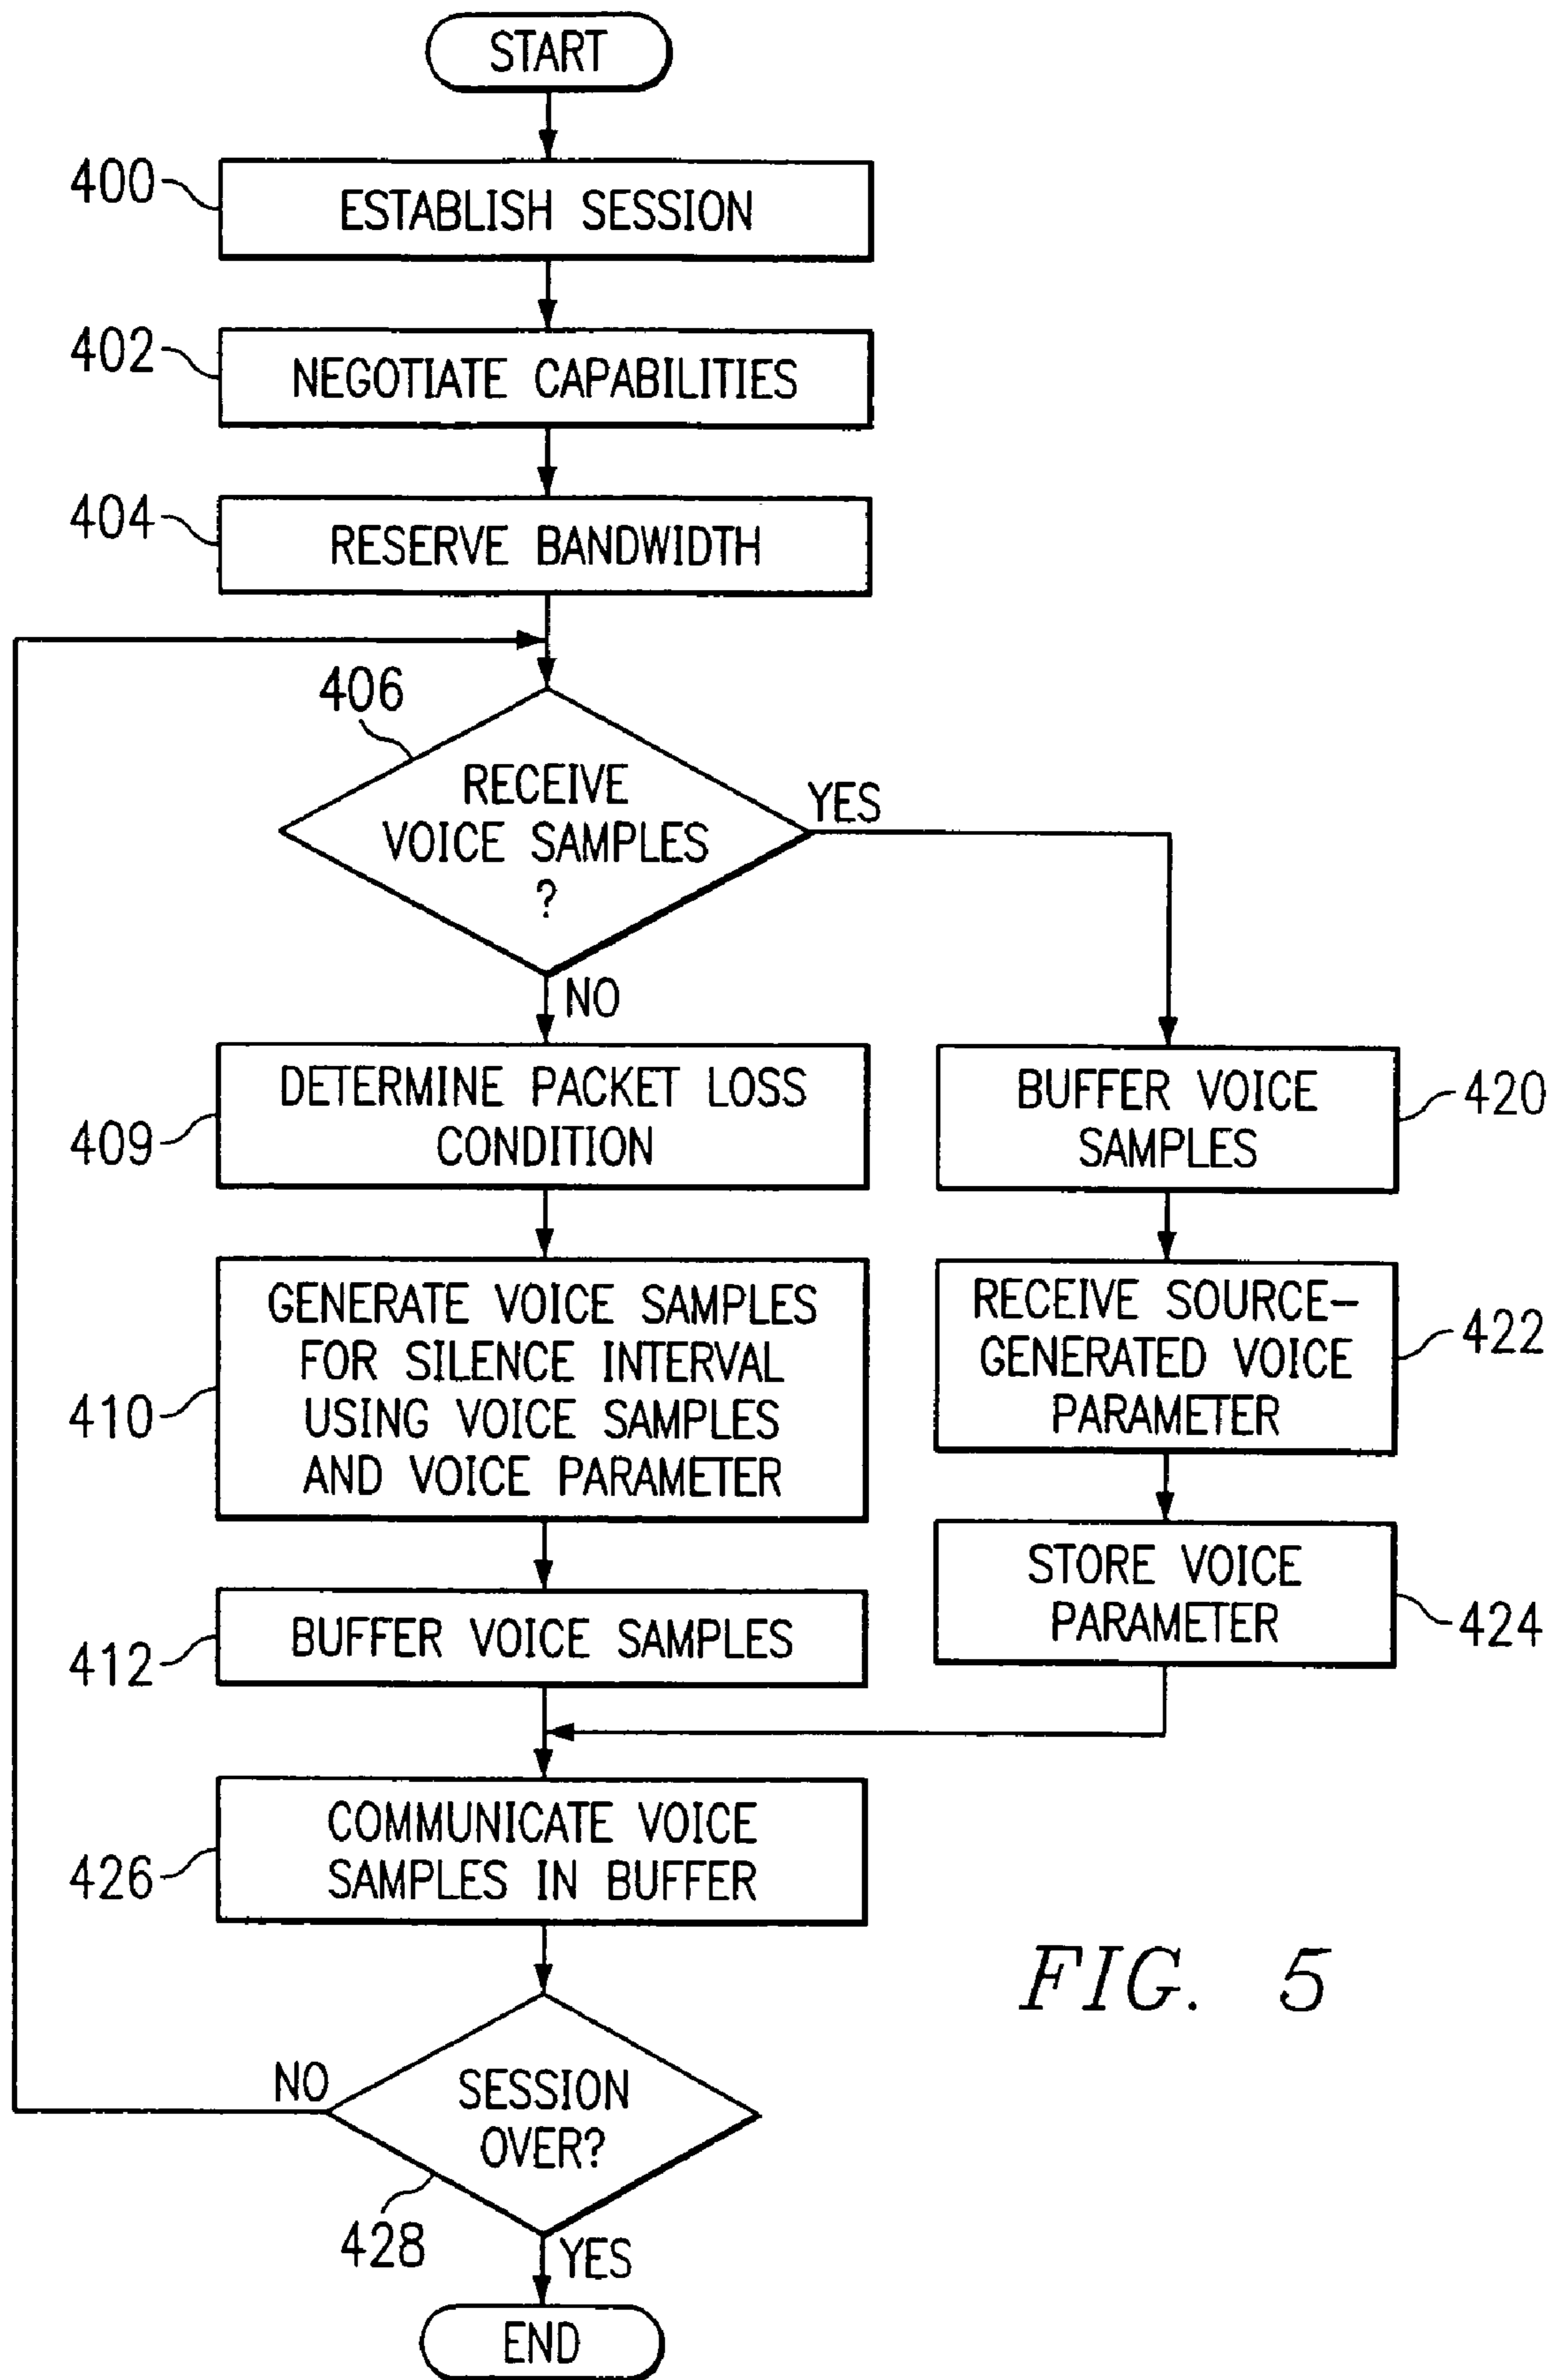 START
400
ESTABLISH SESSION
402
NEGOTIATE CAPABILITIES
404
RESERVE BANDWIDTH
406
RECEIVE
VOICE SAMPLES
?
YES
NO
409
DETERMINE PACKET LOSS
CONDITION
410
GENERATE VOICE SAMPLES
FOR SILENCE INTERVAL
USING VOICE SAMPLES
AND VOICE PARAMETER
412
BUFFER VOICE SAMPLES
BUFFER VOICE
SAMPLES
420
RECEIVE SOURCE-
GENERATED VOICE
PARAMETER
422
STORE VOICE
PARAMETER
424
426
COMMUNICATE VOICE
SAMPLES IN BUFFER
NO
SESSION
OVER?
428
YES
END
FIG. 5